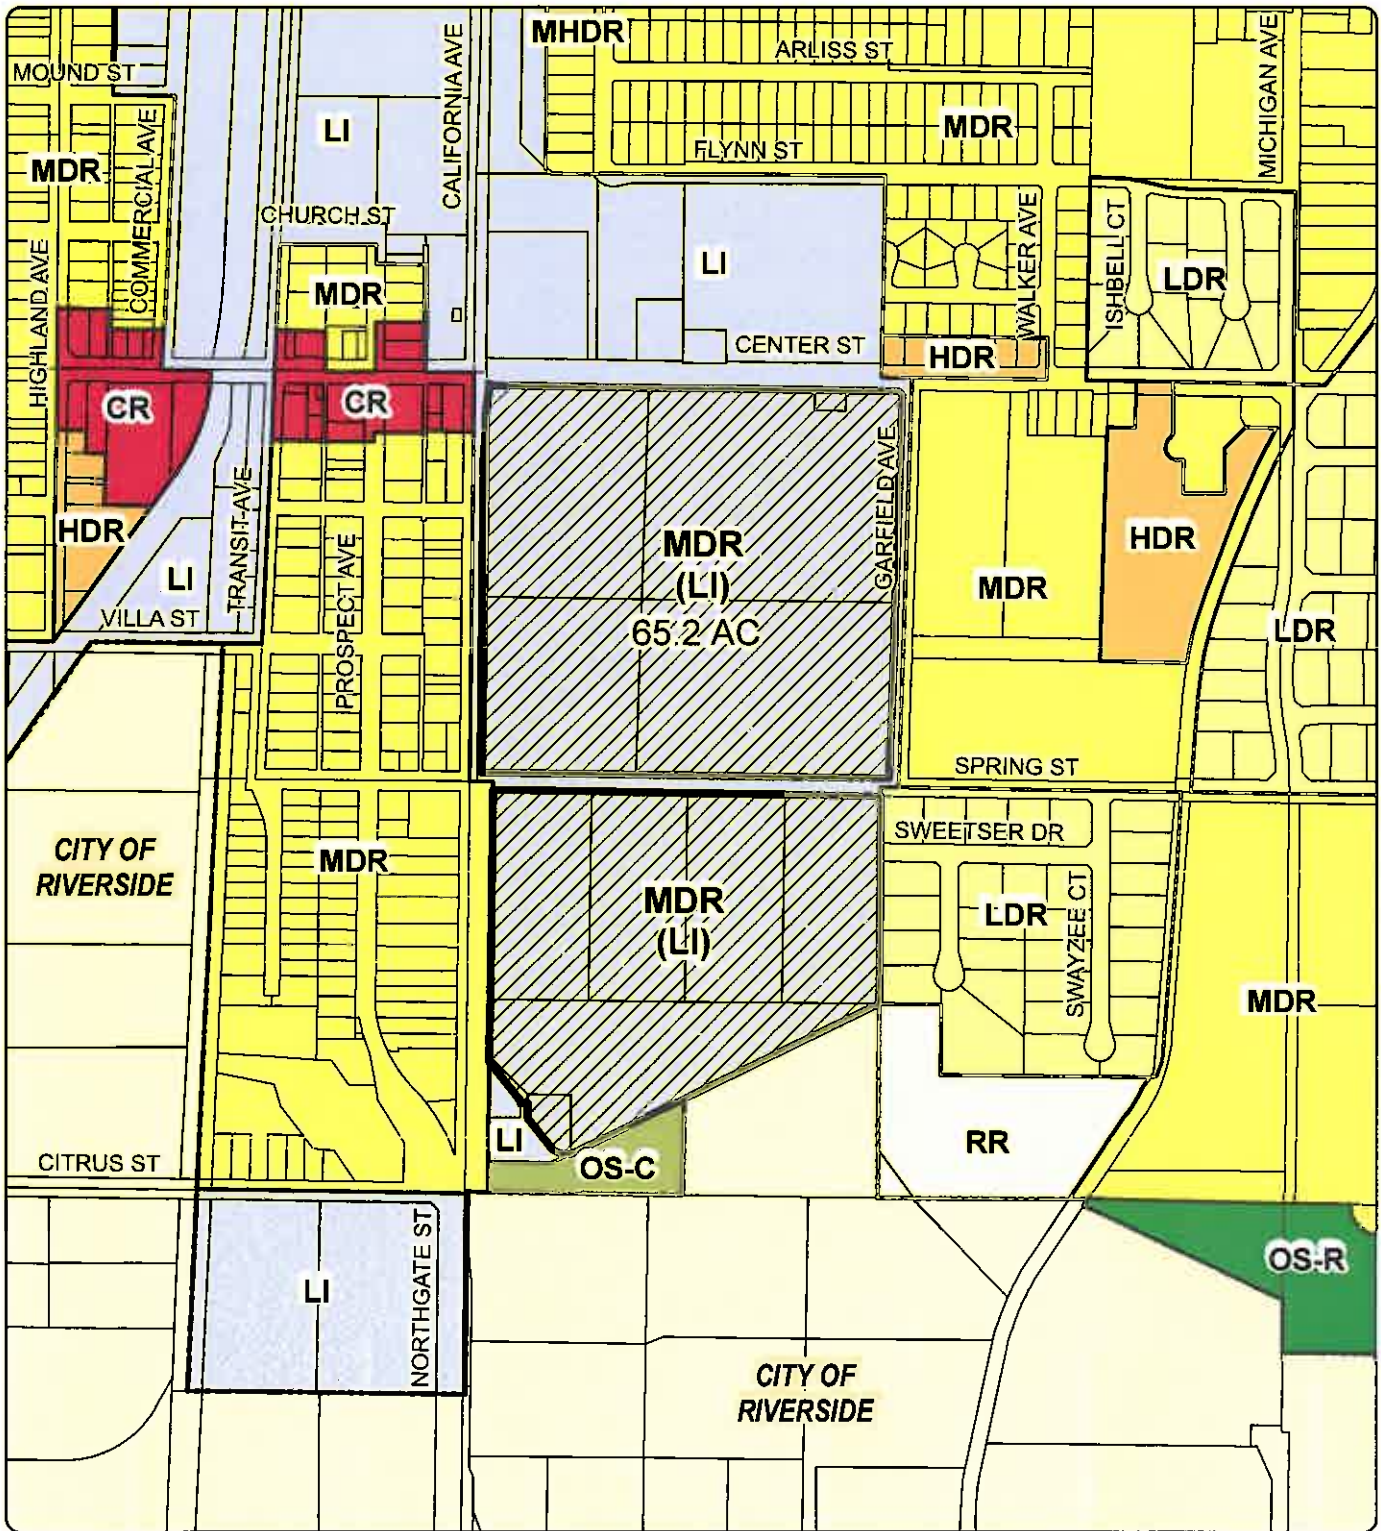 MHDR
ARLISS ST
MOUND ST
CALIFORNIA AVE
MICHIGAN AVE
LI
MDR
FLYNN ST
MDR
COMMERCIAL AVE
CHURCH ST
WALKER AVE
ISHBELL CT
LDR
LI
MDR
HIGHLAND AVE
CENTER ST
HDR
CR
CR
GARFIELD AVE
HDR
TRANSIT AVE
PROSPECT AVE
MDR
(LI)
65.2 AC
HDR
MDR
LI
VILLA ST
LDR
SPRING ST
CITY OF
RIVERSIDE
MDR
SWEETSER DR
MDR
(LI)
LDR
SWAYZEE CT
MDR
LI
OS-C
RR
CITRUS ST
LI
NORTHGATE ST
OS-R
CITY OF
RIVERSIDE